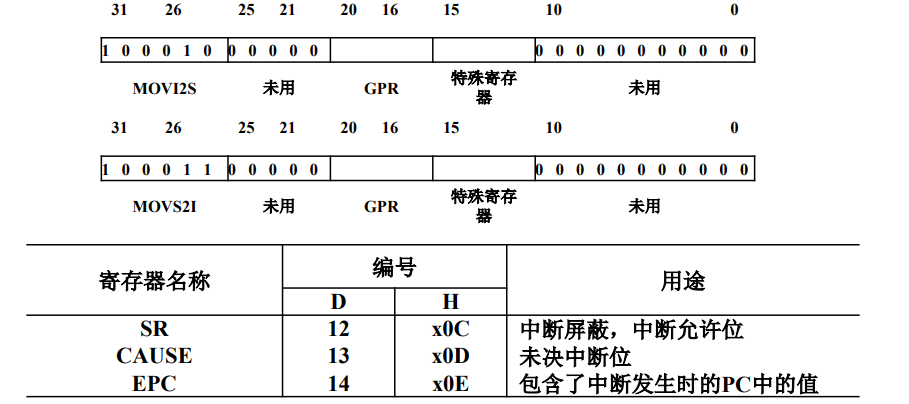 31 26 25 21 20 16 15 10 0
1 0 0 0 1 0 0 0 0 0 0 0 0 0 0 0 0 0 0 0 0 0
MOVI2S 未用 GPR 特殊寄存器 未用
31 26 25 21 20 16 15 10 0
1 0 0 0 1 1 0 0 0 0 0 0 0 0 0 0 0 0 0 0 0 0
MOVS2I 未用 GPR 特殊寄存器 未用
寄存器名称 编号 用途
D H
SR 12 x0C 中断屏蔽，中断允许位
CAUSE 13 x0D 未决中断位
EPC 14 x0E 包含了中断发生时的PC中的值